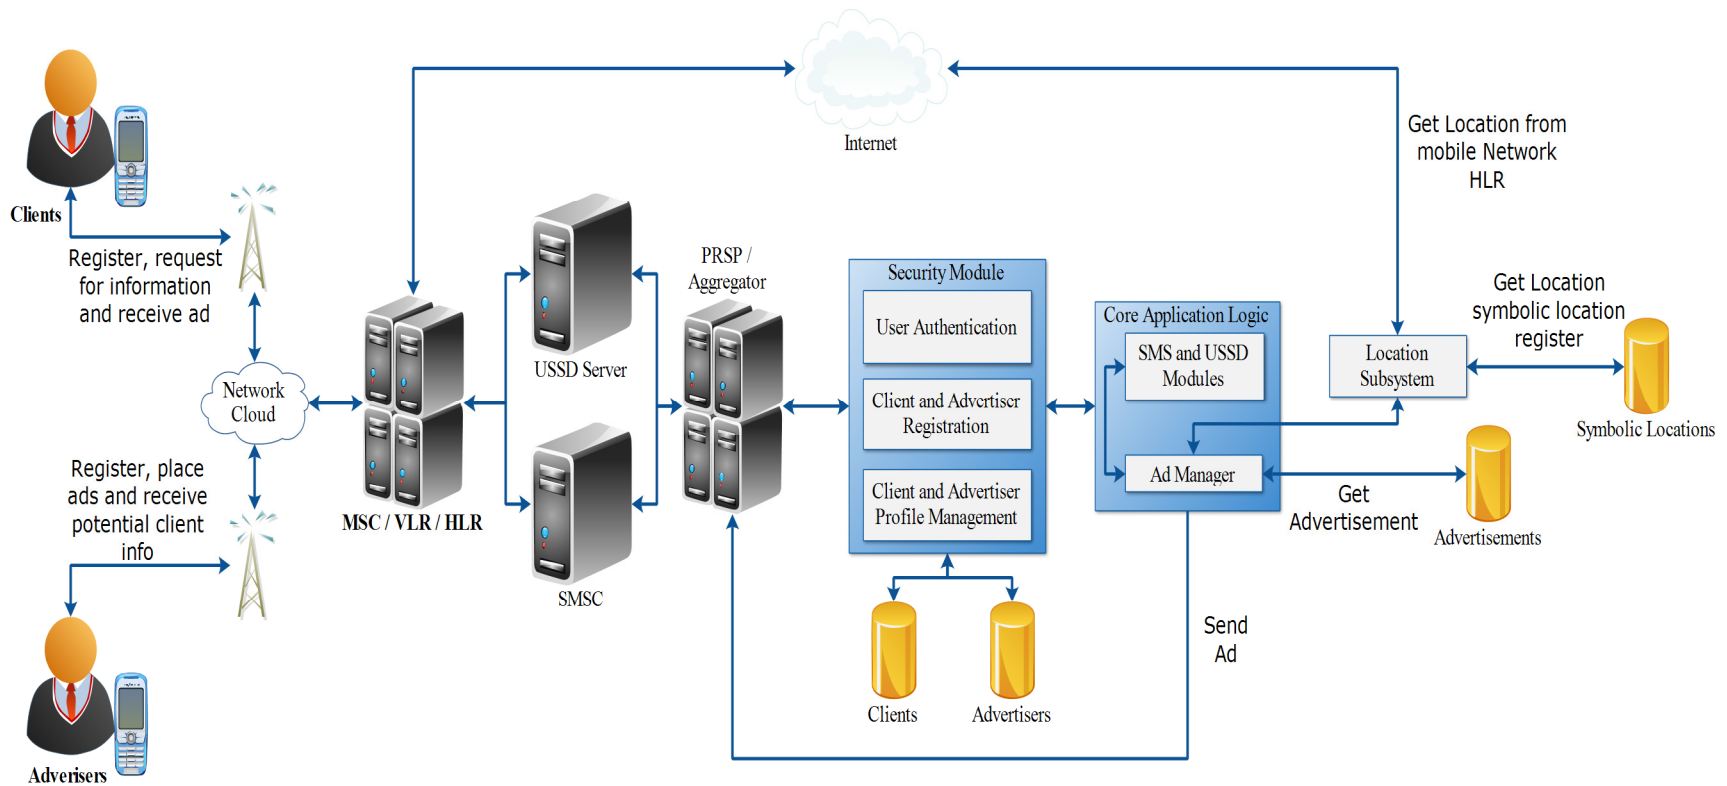 Clients
Register, request
for information
and receive ad
Network
Cloud
Register, place
ads and receive
potential client
info
Adverisers
MSC / VLR / HLR
USSD Server
SMSC
PRSP /
Aggregator
Internet
Security Module
User Authentication
Client and Advertiser
Registration
Client and Advertiser
Profile Management
Clients
Advertisers
Core Application Logic
SMS and USSD
Modules
Ad Manager
Send
Ad
Get Location from
mobile Network
HLR
Location
Subsystem
Get Location
symbolic location
register
Symbolic Locations
Get
Advertisement
Advertisements